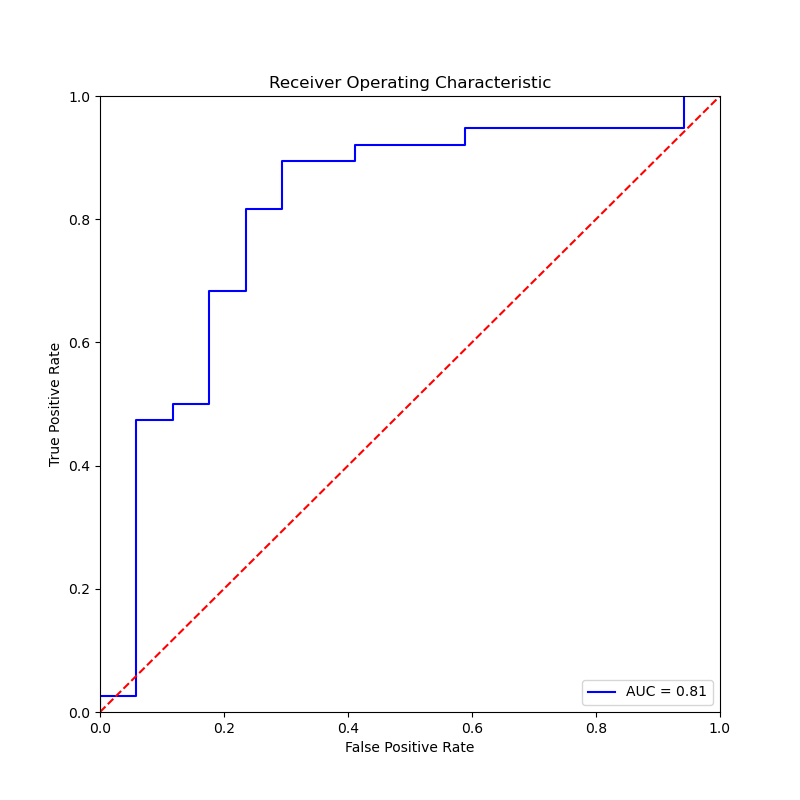 Receiver Operating Characteristic
1.0
0.8
0.6
0.4
0.2
0.0
True Positive Rate
AUC = 0.81
0.0 0.2 0.4 0.6 0.8 1.0
False Positive Rate